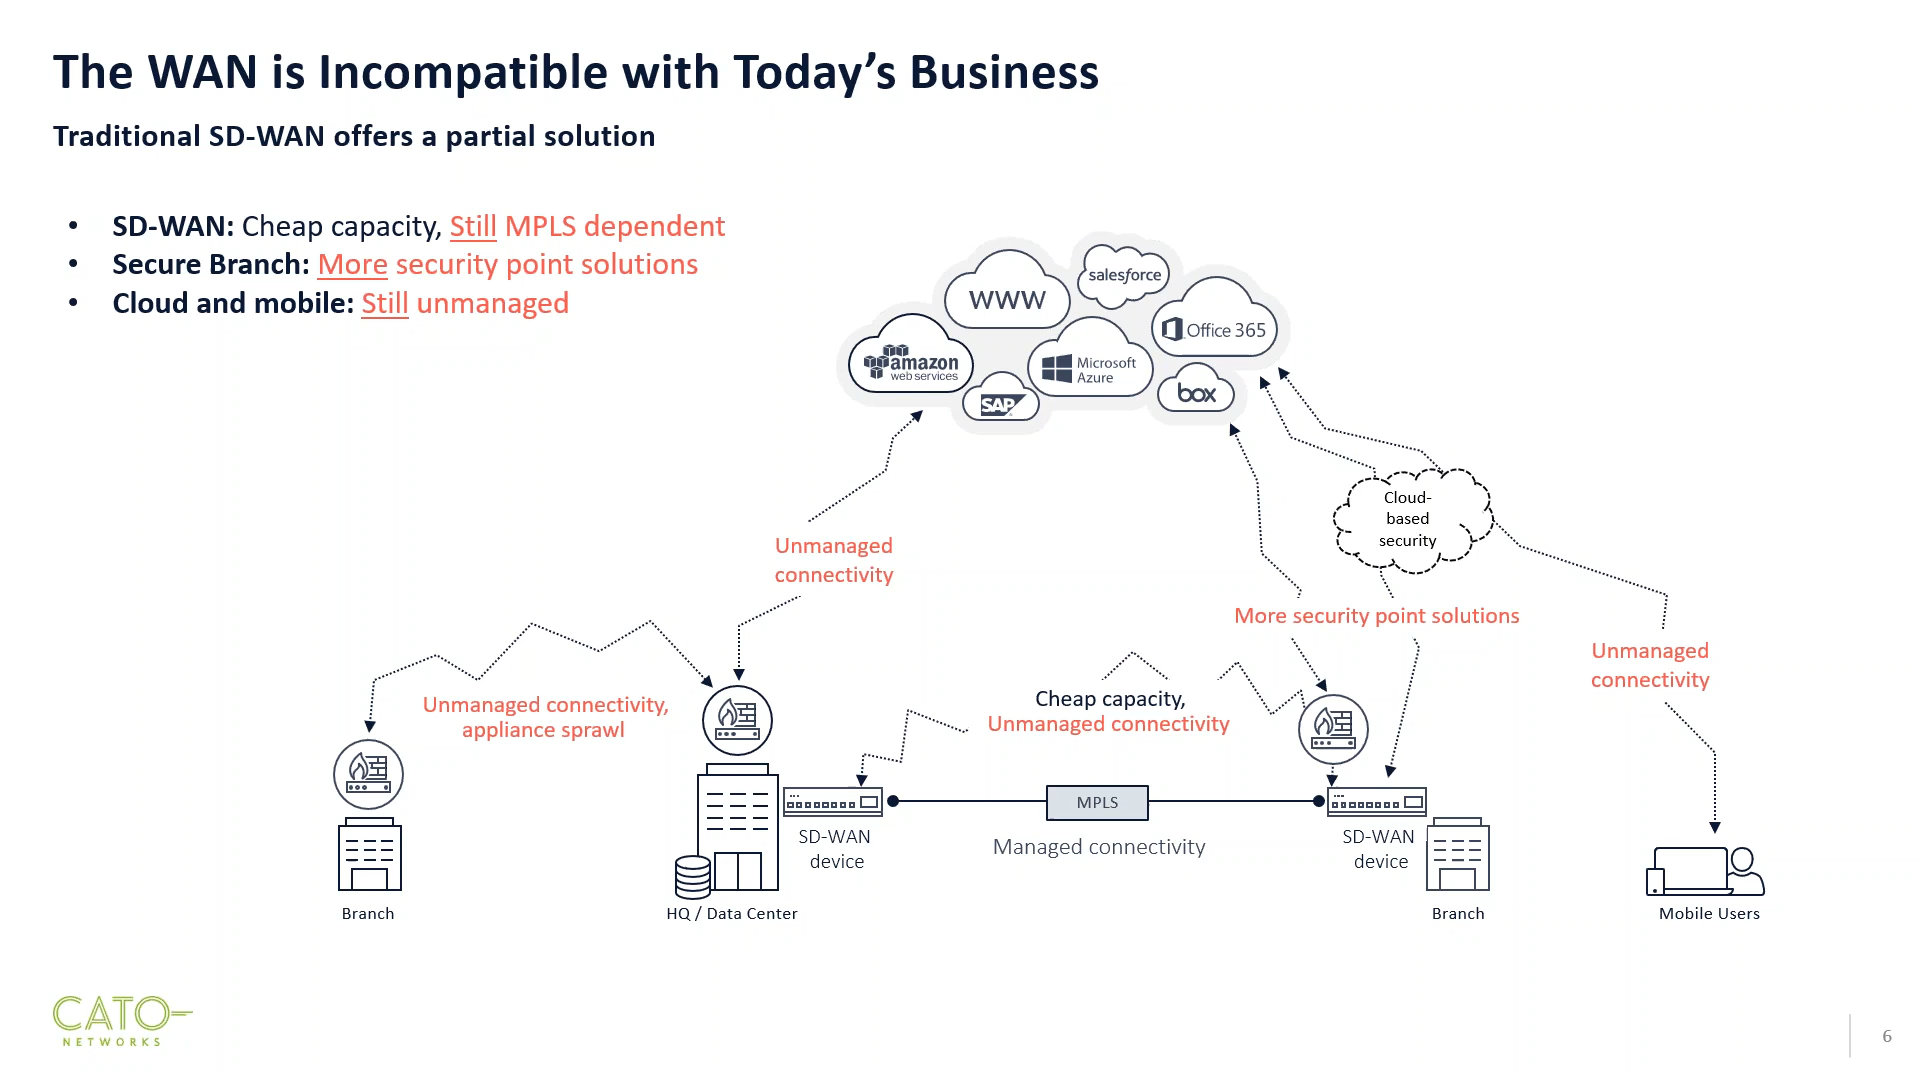 The WAN is Incompatible with Today’s Business
Traditional SD-WAN offers a partial solution
• SD-WAN: Cheap capacity, Still MPLS dependent
• Secure Branch: More security point solutions
• Cloud and mobile: Still unmanaged
salesforce
WWW
Office 365
amazon
web services
Microsoft
Azure
SAP
box
Cloud-
based
security
Unmanaged
connectivity
More security point solutions
Unmanaged
connectivity
Unmanaged connectivity,
appliance sprawl
Cheap capacity,
Unmanaged connectivity
MPLS
Managed connectivity
SD-WAN
device
SD-WAN
device
Branch
HQ / Data Center
Branch
Mobile Users
CATO
NETWORKS
6